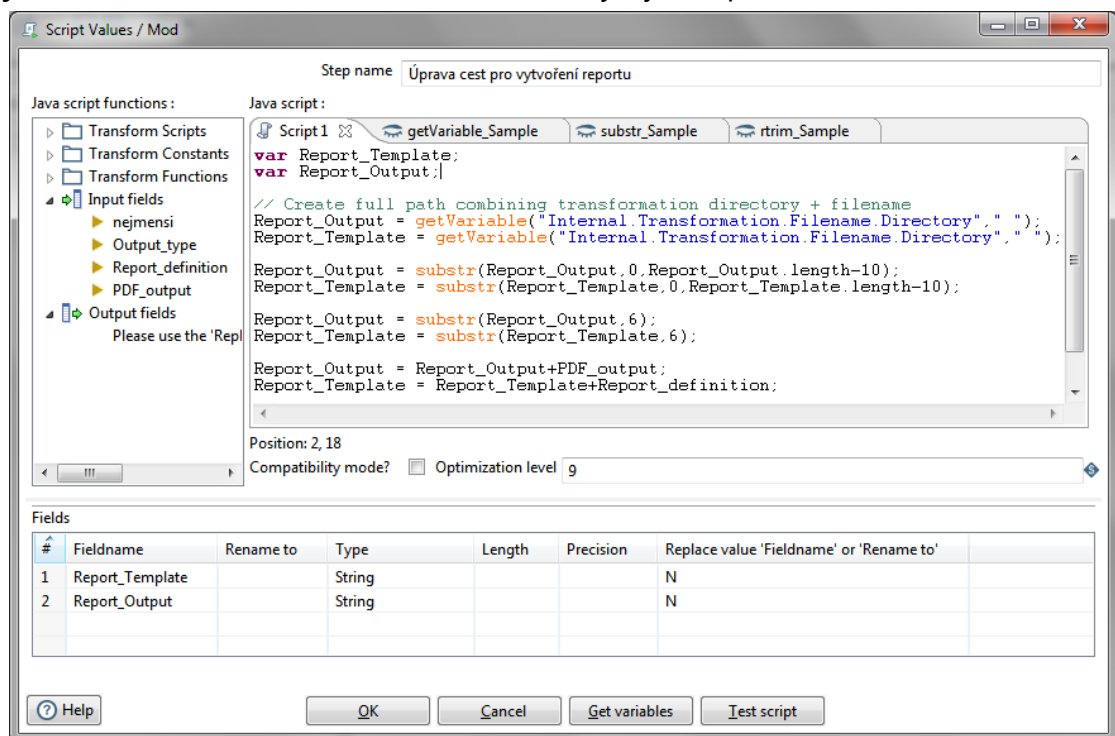 Script Values / Mod
Step name Úprava cest pro vytvoření reportu
Java script functions :
Transform Scripts
Transform Constants
Transform Functions
Input fields
nejmensi
Output_type
Report_definition
PDF_output
Output fields
Please use the 'Repl
Java script :
Script 1 getVariable_Sample substr_Sample rtrim_Sample
var Report_Template;
var Report_Output;
// Create full path combining transformation directory + filename
Report_Output = getVariable("Internal.Transformation.Filename.Directory"," ");
Report_Template = getVariable("Internal.Transformation.Filename.Directory"," ");
Report_Output = substr(Report_Output,0,Report_Output.length-10);
Report_Template = substr(Report_Template,0,Report_Template.length-10);
Report_Output = substr(Report_Output,6);
Report_Template = substr(Report_Template,6);
Report_Output = Report_Output+PDF_output;
Report_Template = Report_Template+Report_definition;
Position: 2, 18
Compatibility mode? Optimization level 9
Fields
# Fieldname Rename to Type Length Precision Replace value 'Fieldname' or 'Rename to'
1 Report_Template String N
2 Report_Output String N
Help OK Cancel Get variables Test script